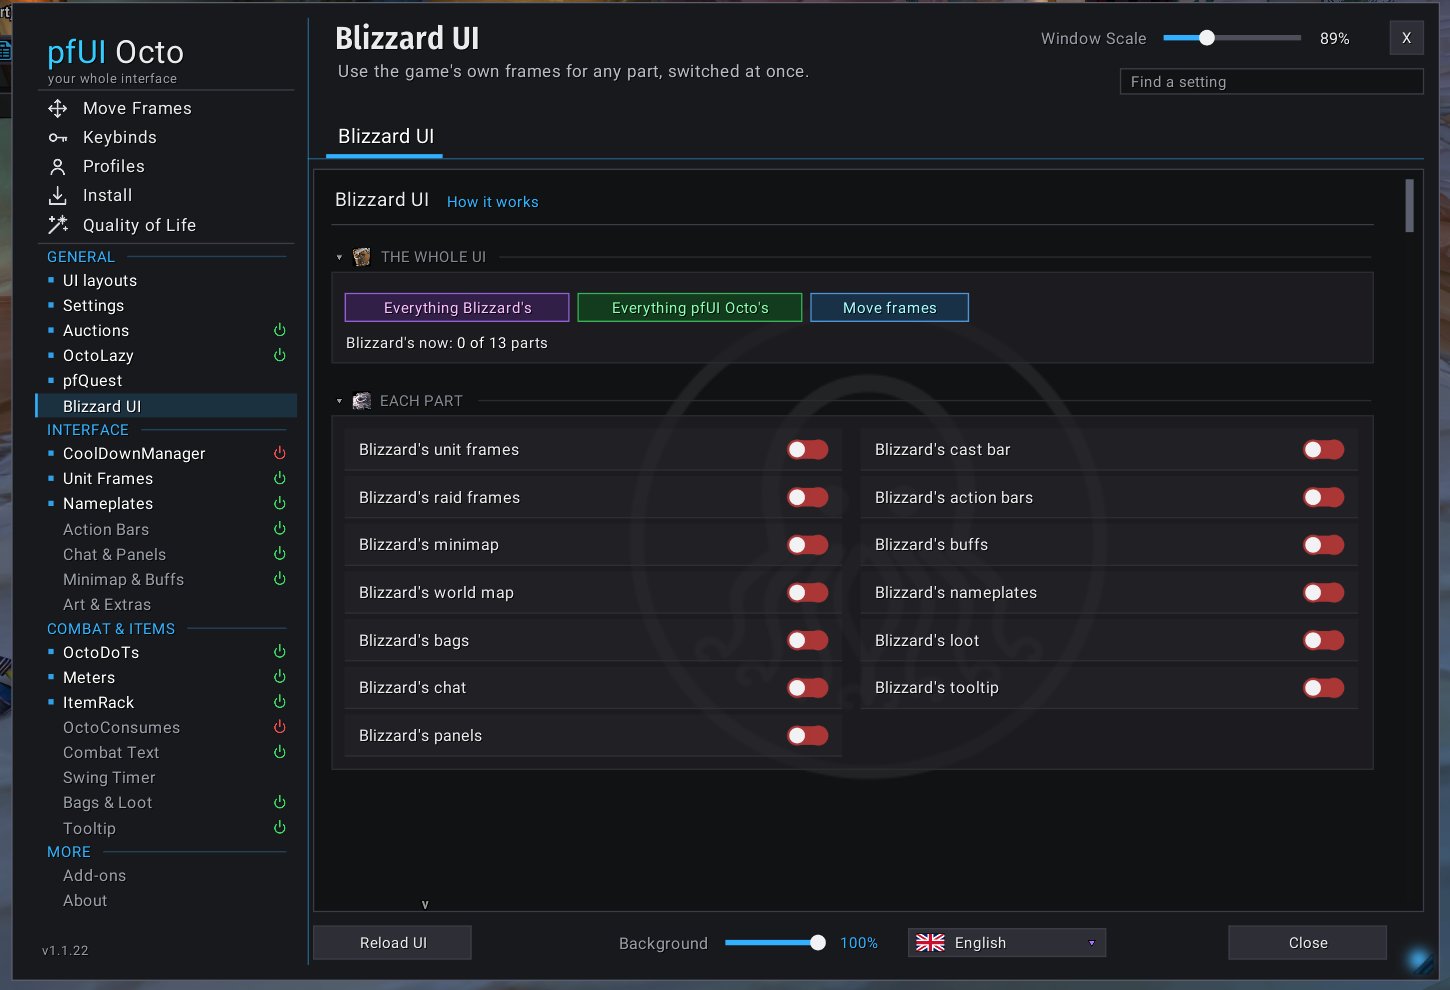 pfUI Octo
your whole interface
Move Frames
Keybinds
Profiles
Install
Quality of Life
GENERAL
UI layouts
Settings
Auctions
OctoLazy
pfQuest
Blizzard UI
INTERFACE
CoolDownManager
Unit Frames
Nameplates
Action Bars
Chat & Panels
Minimap & Buffs
Art & Extras
COMBAT & ITEMS
OctoDoTs
Meters
ItemRack
OctoConsumes
Combat Text
Swing Timer
Bags & Loot
Tooltip
MORE
Add-ons
About
v1.1.22
Blizzard UI
Use the game's own frames for any part, switched at once.
Window Scale 89% X
Find a setting
Blizzard UI
Blizzard UI How it works
THE WHOLE UI
Everything Blizzard's Everything pfUI Octo's Move frames
Blizzard's now: 0 of 13 parts
EACH PART
Blizzard's unit frames Blizzard's cast bar
Blizzard's raid frames Blizzard's action bars
Blizzard's minimap Blizzard's buffs
Blizzard's world map Blizzard's nameplates
Blizzard's bags Blizzard's loot
Blizzard's chat Blizzard's tooltip
Blizzard's panels
v
Reload UI Background 100% English Close